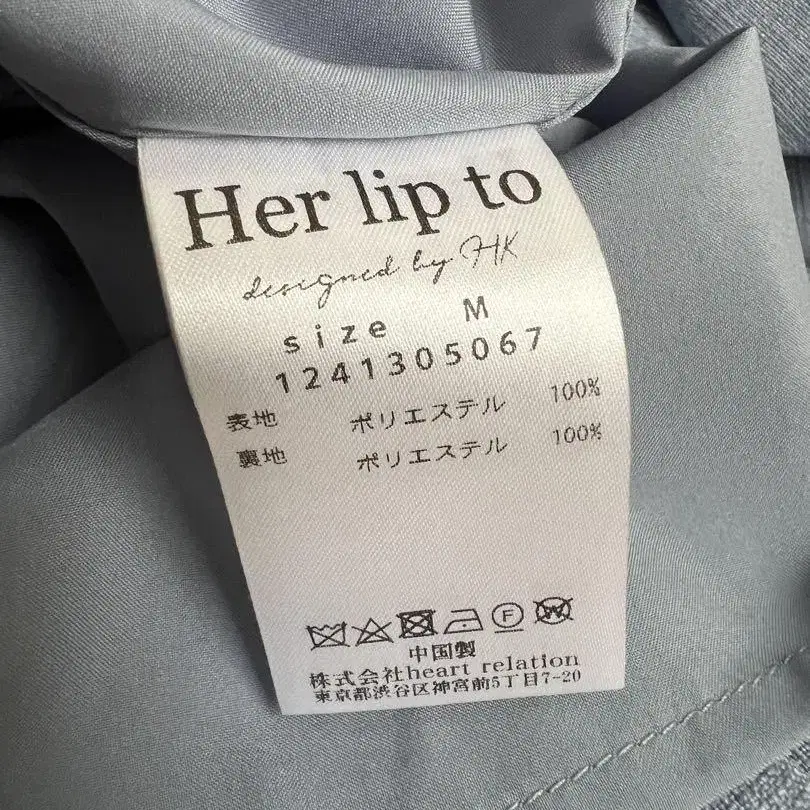 Her lip to
designed by HK
size M
1241305067
表地 ポリエステル 100%
裏地 ポリエステル 100%
中国製
株式会社heart relation
東京都渋谷区神宮前5丁目7-20